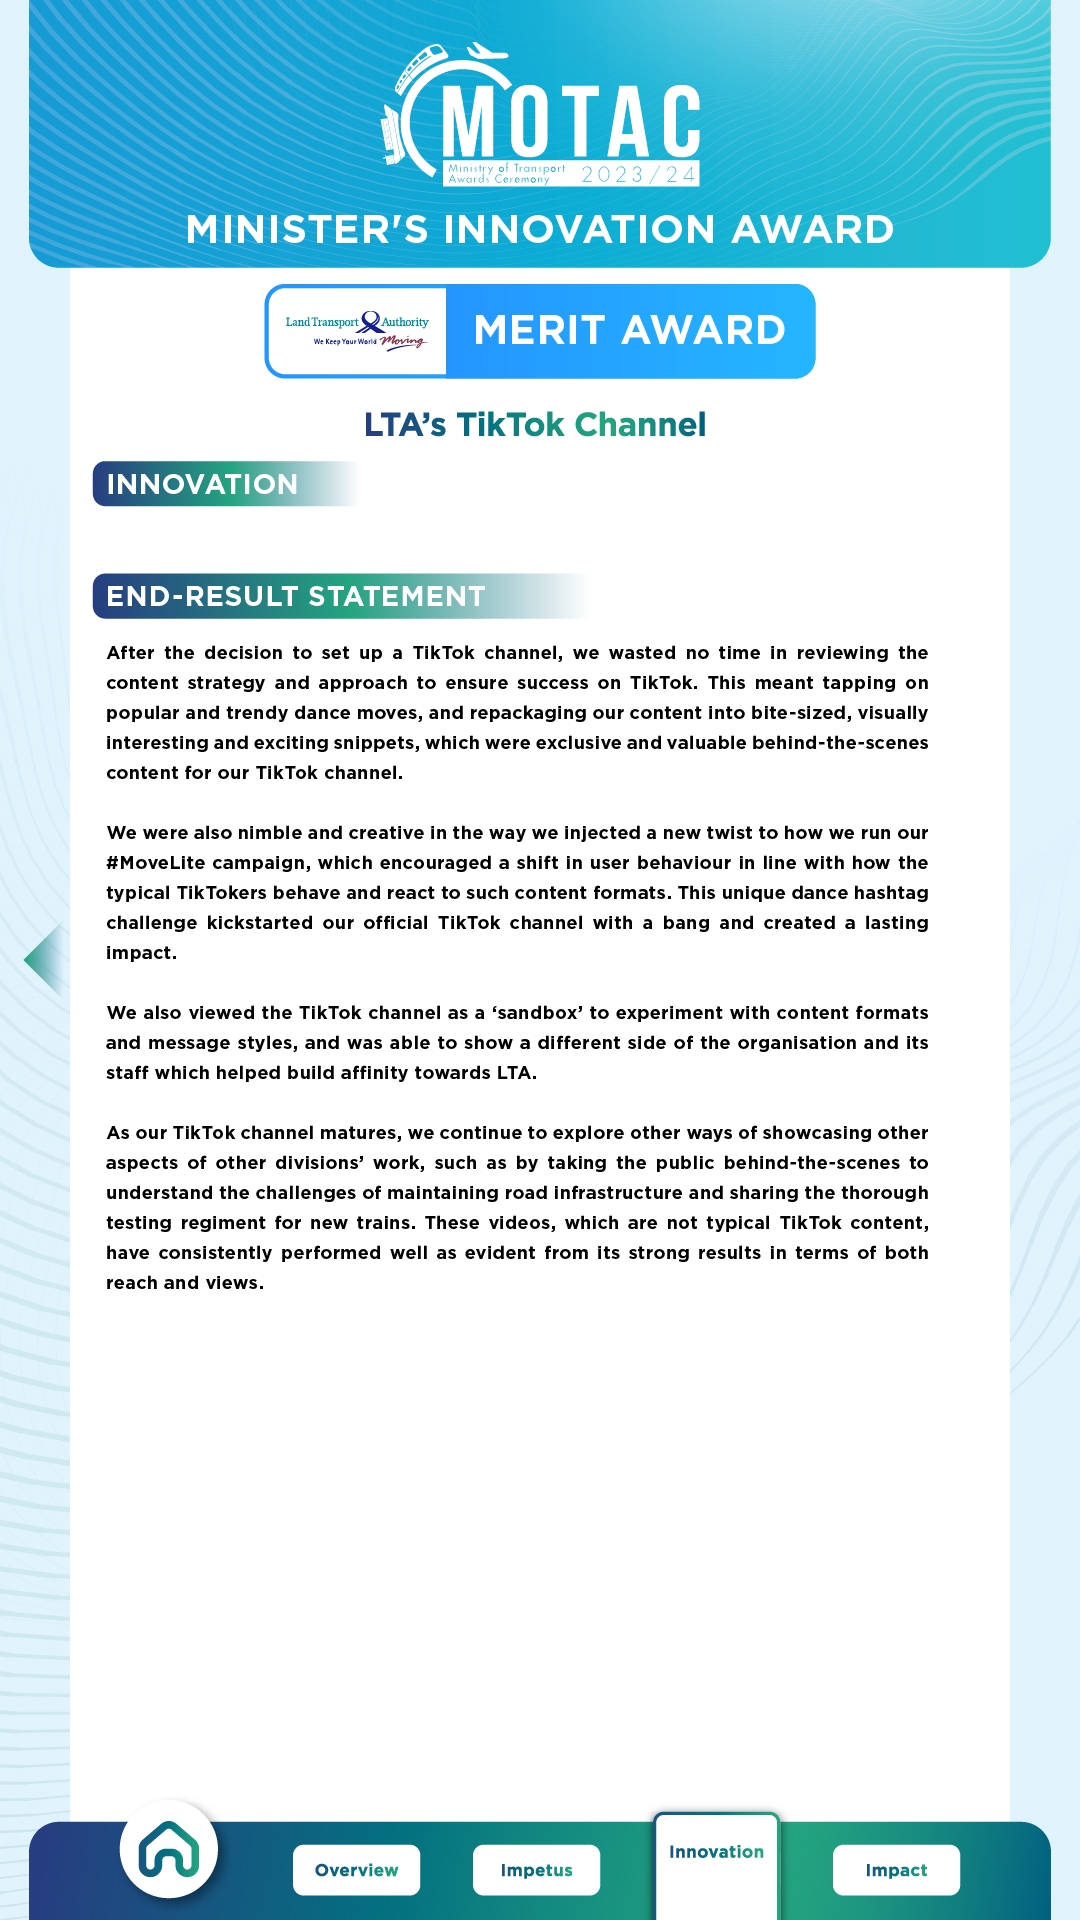 MOTAC
Ministry of Transport
Awards Ceremony 2023/24
MINISTER'S INNOVATION AWARD
Land Transport Authority
We Keep Your World Moving
MERIT AWARD
LTA’s TikTok Channel
INNOVATION
END-RESULT STATEMENT
After the decision to set up a TikTok channel, we wasted no time in reviewing the
content strategy and approach to ensure success on TikTok. This meant tapping on
popular and trendy dance moves, and repackaging our content into bite-sized, visually
interesting and exciting snippets, which were exclusive and valuable behind-the-scenes
content for our TikTok channel.
We were also nimble and creative in the way we injected a new twist to how we run our
#MoveLite campaign, which encouraged a shift in user behaviour in line with how the
typical TikTokers behave and react to such content formats. This unique dance hashtag
challenge kickstarted our official TikTok channel with a bang and created a lasting
impact.
We also viewed the TikTok channel as a ‘sandbox’ to experiment with content formats
and message styles, and was able to show a different side of the organisation and its
staff which helped build affinity towards LTA.
As our TikTok channel matures, we continue to explore other ways of showcasing other
aspects of other divisions’ work, such as by taking the public behind-the-scenes to
understand the challenges of maintaining road infrastructure and sharing the thorough
testing regiment for new trains. These videos, which are not typical TikTok content,
have consistently performed well as evident from its strong results in terms of both
reach and views.
Overview
Impetus
Innovation
Impact